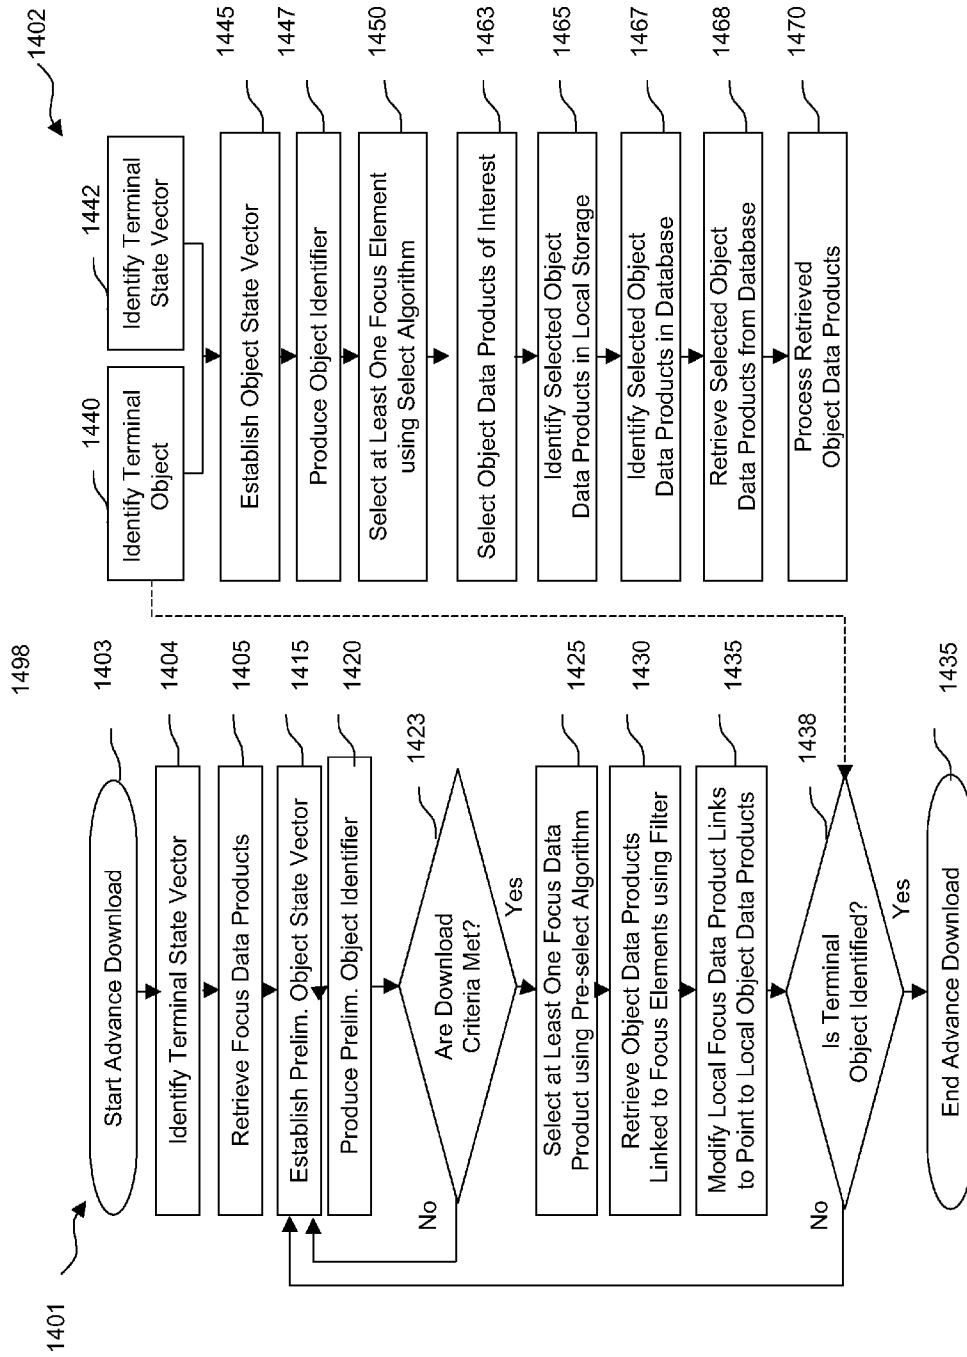 1401
1498
Start Advance Download
1403
Identify Terminal State Vector
1404
Retrieve Focus Data Products
1405
Establish Prelim. Object State Vector
1415
Produce Prelim. Object Identifier
1420
Are Download
Criteria Met?
1423
No
Yes
Select at Least One Focus Data
Product using Pre-select Algorithm
1425
Retrieve Object Data Products
Linked to Focus Elements using Filter
1430
Modify Local Focus Data Product Links
to Point to Local Object Data Products
1435
Is Terminal
Object Identified?
1438
No
Yes
End Advance Download
1435
1402
Identify Terminal
Object
1440
Identify Terminal
State Vector
1442
Establish Object State Vector
1445
Produce Object Identifier
1447
Select at Least One Focus Element
using Select Algorithm
1450
Select Object Data Products of Interest
1463
Identify Selected Object
Data Products in Local Storage
1465
Identify Selected Object
Data Products in Database
1467
Retrieve Selected Object
Data Products from Database
1468
Process Retrieved
Object Data Products
1470